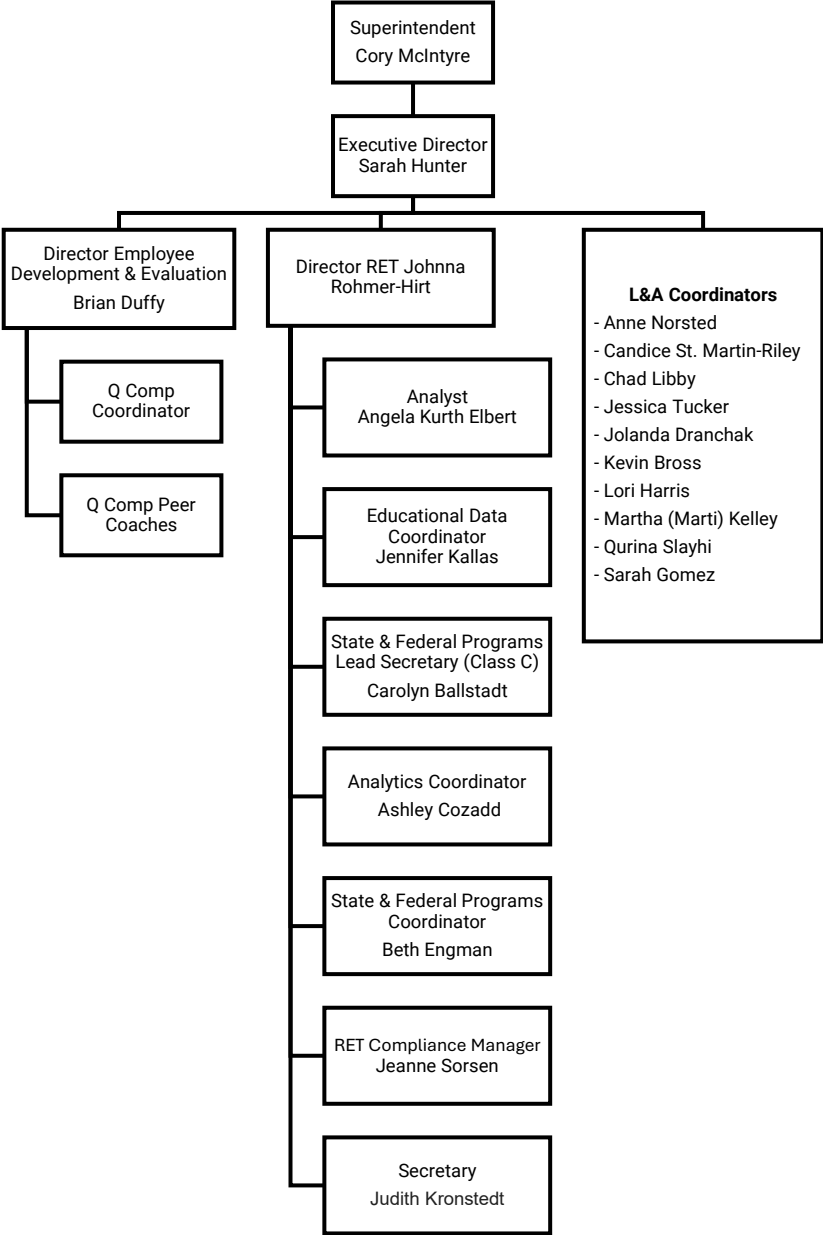 Superintendent
Cory McIntyre
Executive Director
Sarah Hunter
Director Employee
Development & Evaluation
Brian Duffy
Q Comp
Coordinator
Q Comp Peer
Coaches
Director RET Johnna
Rohmer-Hirt
Analyst
Angela Kurth Elbert
Educational Data
Coordinator
Jennifer Kallas
State & Federal Programs
Lead Secretary (Class C)
Carolyn Ballstadt
Analytics Coordinator
Ashley Cozadd
State & Federal Programs
Coordinator
Beth Engman
RET Compliance Manager
Jeanne Sorsen
Secretary
Judith Kronstedt
L&A Coordinators
- Anne Norsted
- Candice St. Martin-Riley
- Chad Libby
- Jessica Tucker
- Jolanda Dranchak
- Kevin Bross
- Lori Harris
- Martha (Marti) Kelley
- Qurina Slayhi
- Sarah Gomez